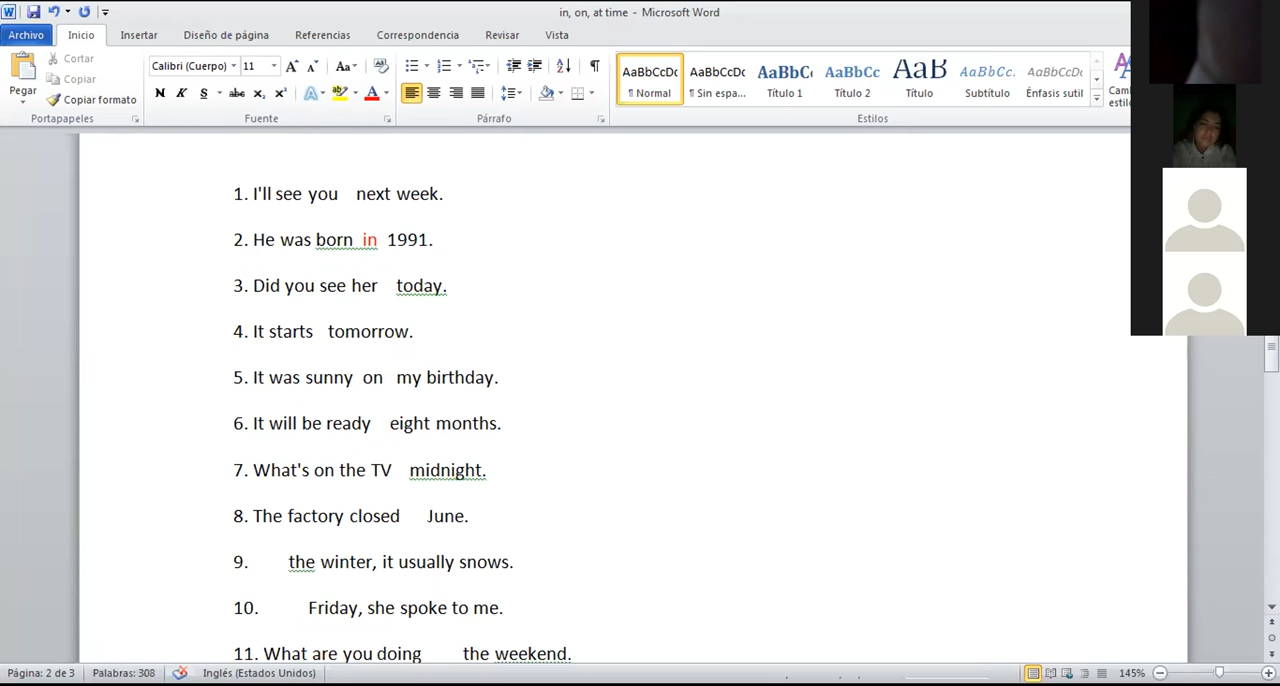 in, on, at time - Microsoft Word
Archivo Inicio Insertar Diseño de página Referencias Correspondencia Revisar Vista
Cortar
Copiar
Copiar formato
Pegar
Calibri (Cuerpo) 11
N K S abc x₂ x² A A
AaBbCcDc AaBbCcDc AaBbC AaBbCc AaB AaBbCc. AaBbCcDc
¶ Normal ¶ Sin espa... Título 1 Título 2 Título Subtítulo Énfasis sutil
Portapapeles Fuente Párrafo Estilos
1. I'll see you next week.
2. He was born in 1991.
3. Did you see her today.
4. It starts tomorrow.
5. It was sunny on my birthday.
6. It will be ready eight months.
7. What's on the TV midnight.
8. The factory closed June.
9. the winter, it usually snows.
10. Friday, she spoke to me.
11. What are you doing the weekend.
Página: 2 de 3 Palabras: 308 Inglés (Estados Unidos) 145%